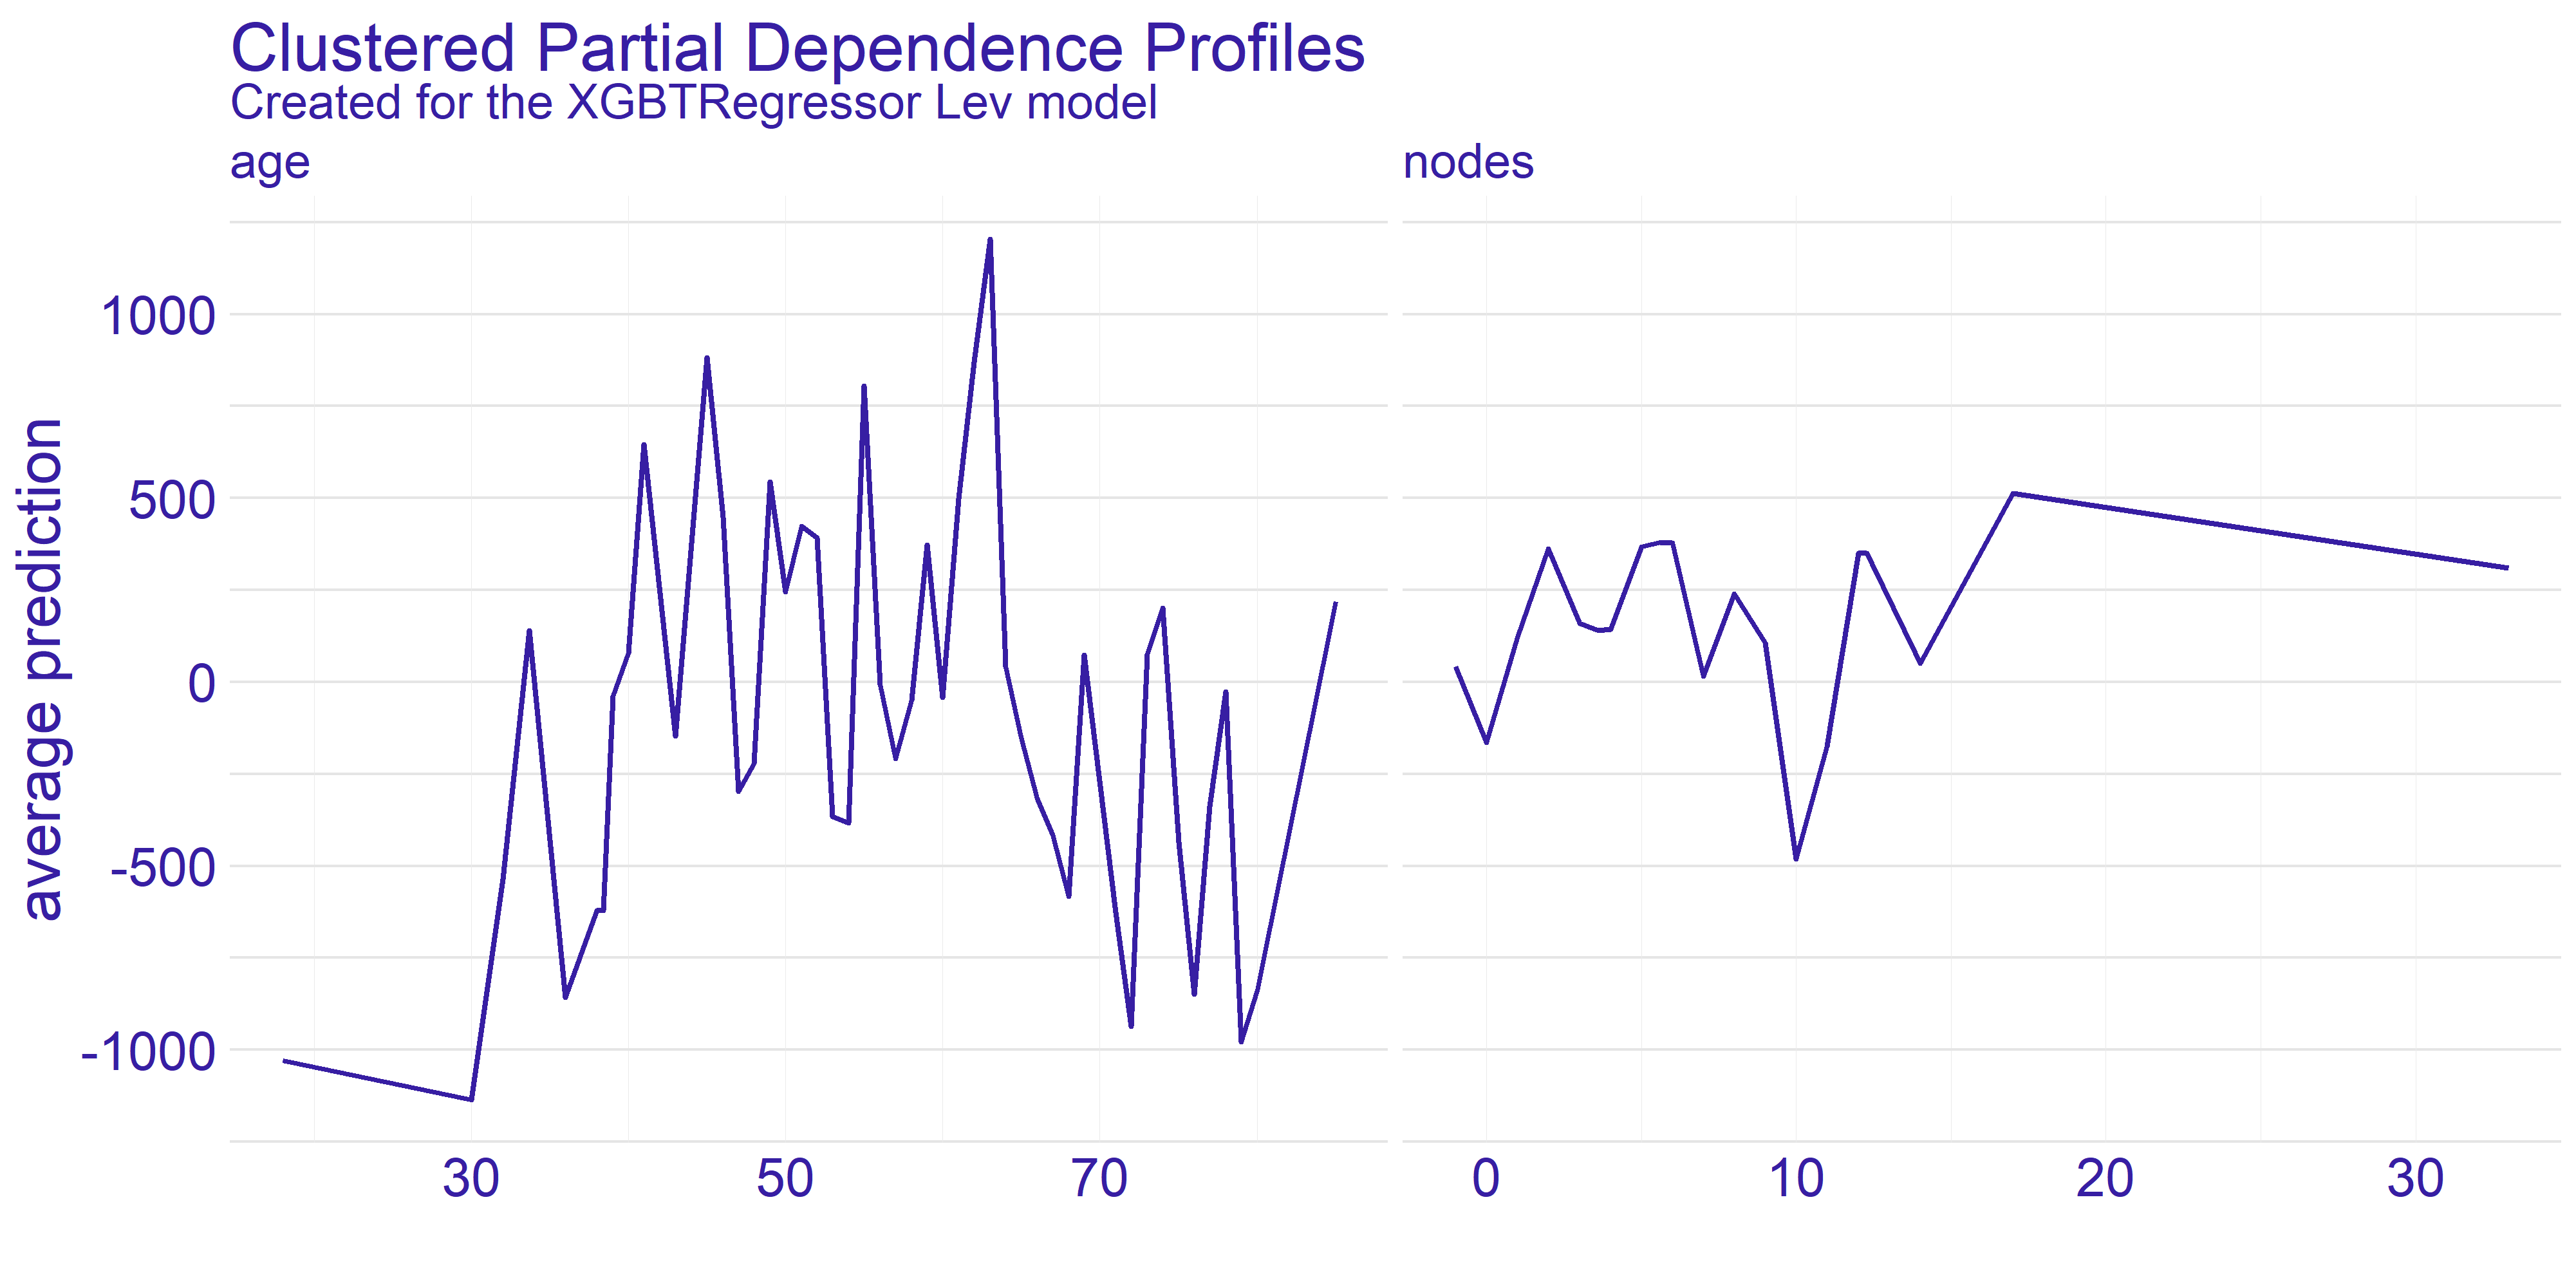 Clustered Partial Dependence Profiles
Created for the XGBTRegressor Lev model
age
nodes
average prediction
1000
500
0
-500
-1000
30 50 70
0 10 20 30